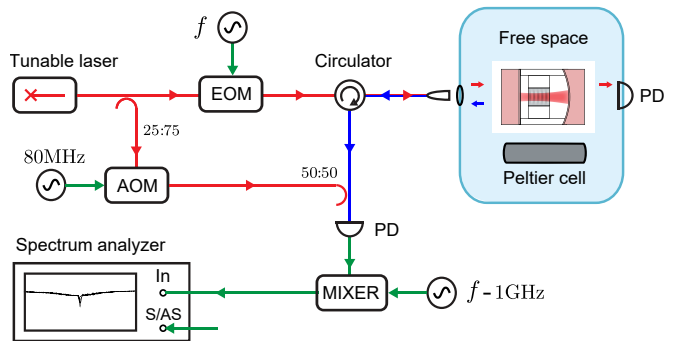 f
Free space
Tunable laser
Circulator
EOM
PD
25:75
80MHz
50:50
AOM
Peltier cell
PD
Spectrum analyzer
In
MIXER
f - 1GHz
S/AS